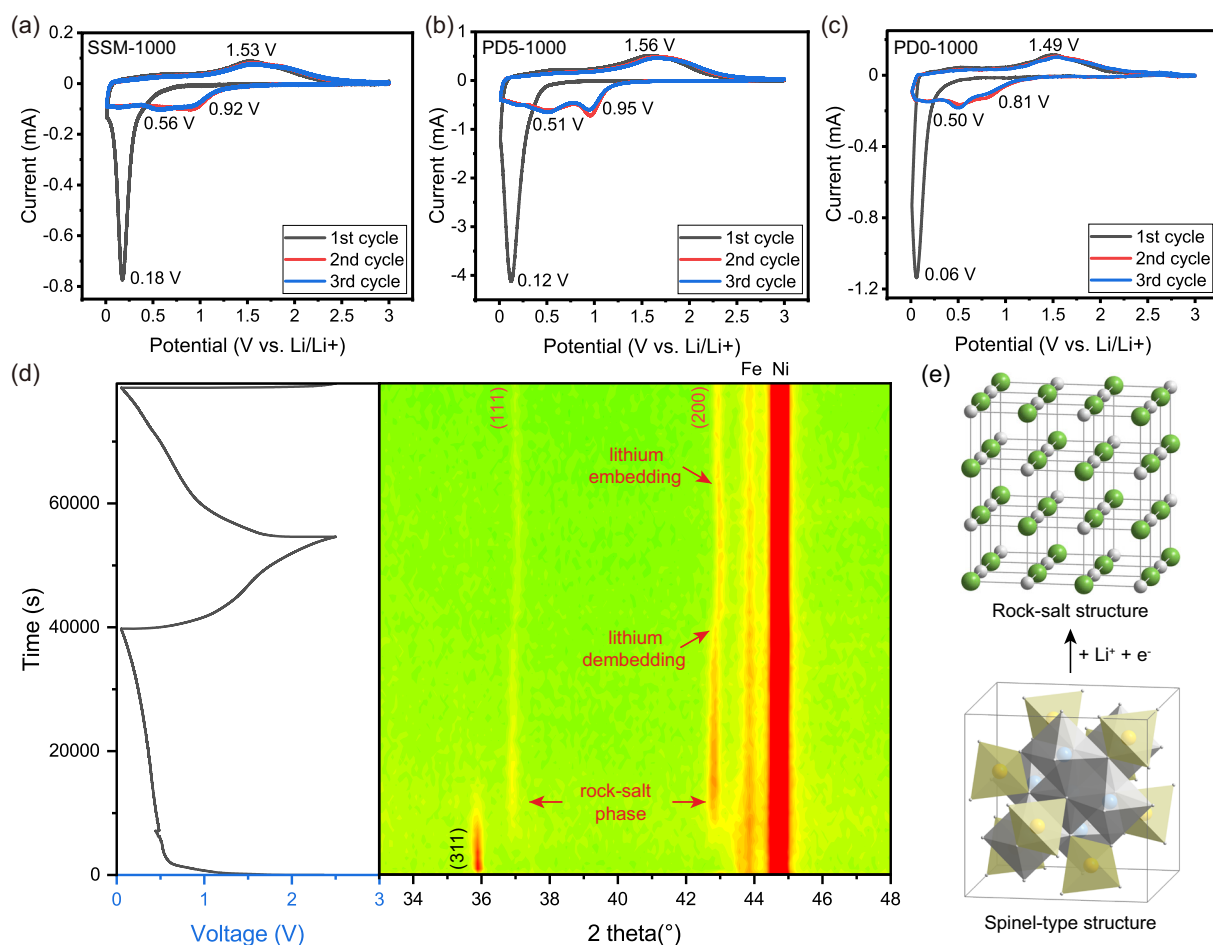 (a)
SSM-1000
1.53 V
0.92 V
0.56 V
0.18 V
1st cycle
2nd cycle
3rd cycle
0.2
0
-0.2
-0.4
-0.6
-0.8
Current (mA)
0 0.5 1 1.5 2 2.5 3
Potential (V vs. Li/Li+)
(b)
PD5-1000
1.56 V
0.95 V
0.51 V
0.12 V
1st cycle
2nd cycle
3rd cycle
1
0
-1
-2
-3
-4
Current (mA)
0 0.5 1 1.5 2 2.5 3
Potential (V vs. Li/Li+)
(c)
PD0-1000
1.49 V
0.81 V
0.50 V
0.06 V
1st cycle
2nd cycle
3rd cycle
0.4
0
-0.4
-0.8
-1.2
Current (mA)
0 0.5 1 1.5 2 2.5 3
Potential (V vs. Li/Li+)
(d)
Fe Ni
(111)
(200)
lithium
embedding
lithium
dembedding
rock-salt
phase
(311)
60000
40000
20000
0
Time (s)
0 1 2 3
Voltage (V)
34 36 38 40 42 44 46 48
2 theta(°)
(e)
Rock-salt structure
+ Li⁺ + e⁻
Spinel-type structure